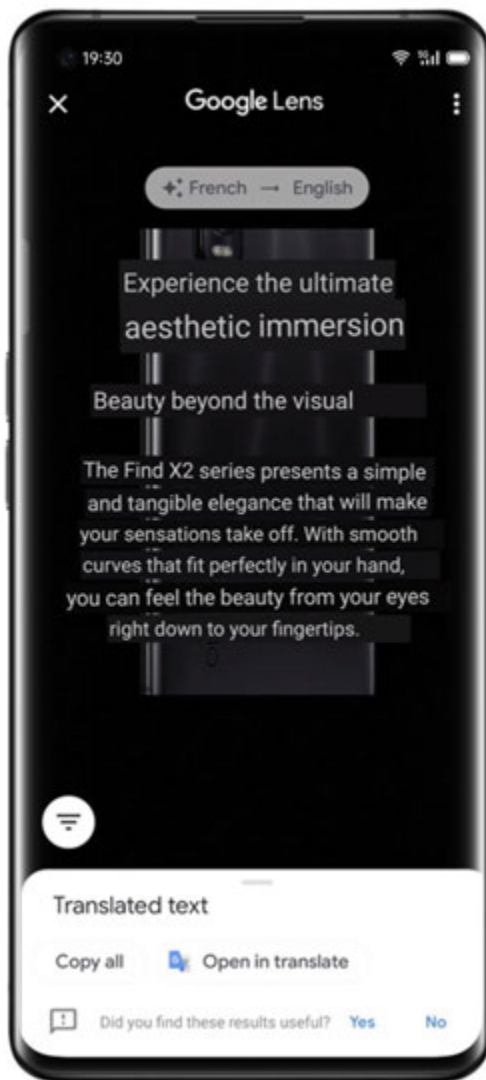 19:30
5G
Google Lens
French → English
Experience the ultimate
aesthetic immersion
Beauty beyond the visual
The Find X2 series presents a simple
and tangible elegance that will make
your sensations take off. With smooth
curves that fit perfectly in your hand,
you can feel the beauty from your eyes
right down to your fingertips.
Translated text
Copy all
Open in translate
Did you find these results useful? Yes No